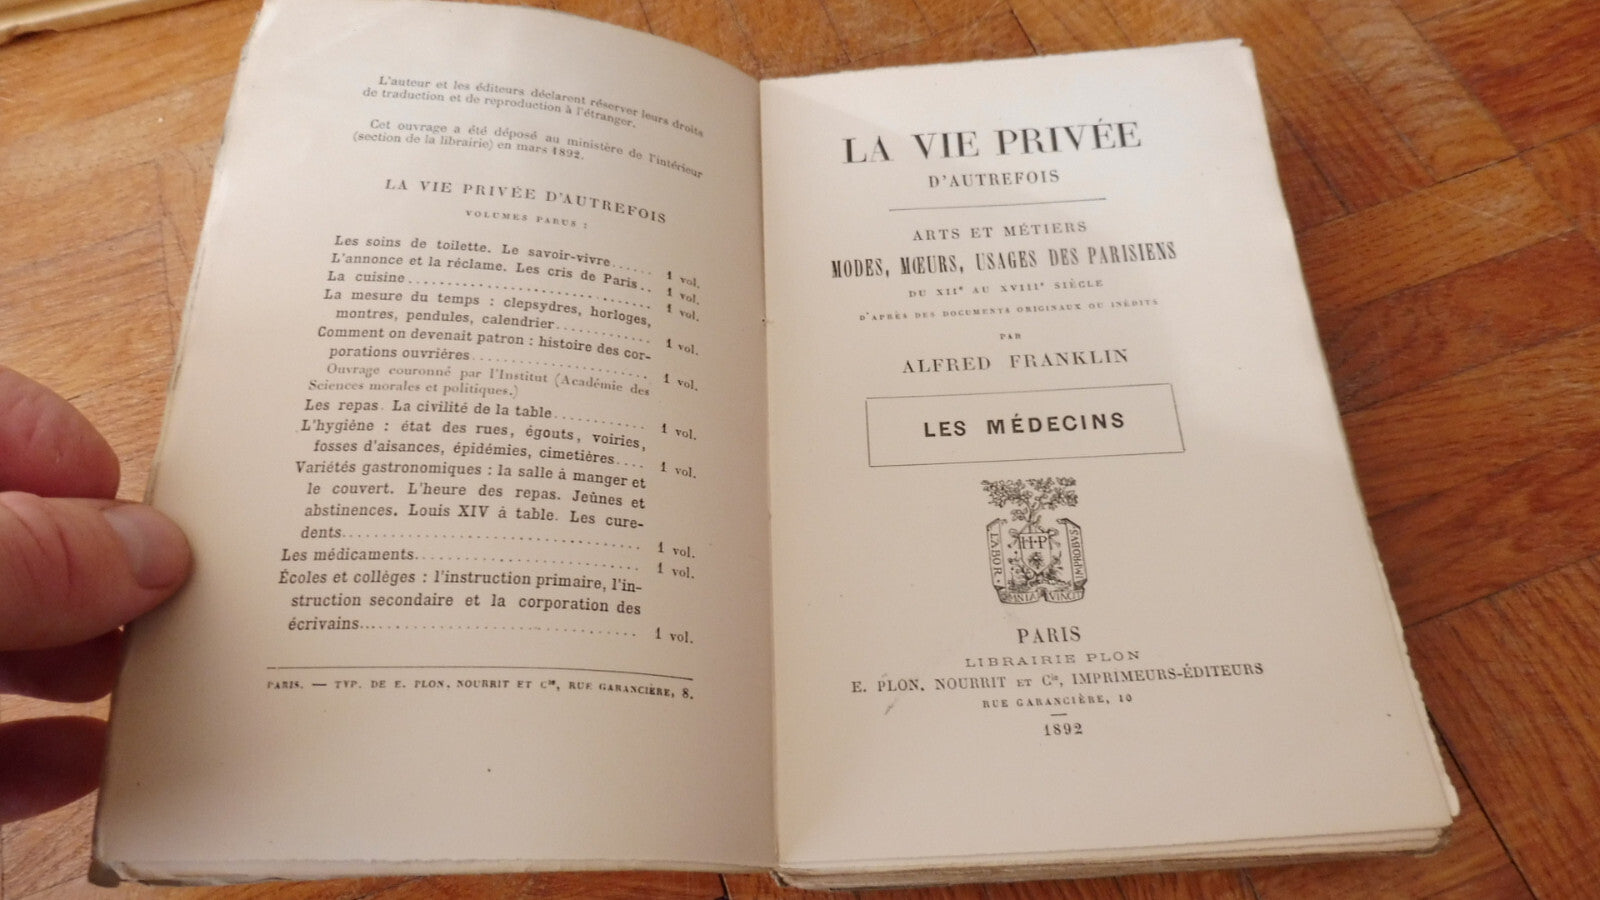 L'auteur et les éditeurs déclarent réserver leurs droits
de traduction et de reproduction à l'étranger.
Cet ouvrage a été déposé au ministère de l'intérieur
(section de la librairie) en mars 1892.
LA VIE PRIVÉE D'AUTREFOIS
VOLUMES PARUS :
Les soins de toilette. Le savoir-vivre...... 1 vol.
L'annonce et la réclame. Les cris de Paris.. 1 vol.
La cuisine.............................. 1 vol.
La mesure du temps : clepsydres, horloges,
montres, pendules, calendrier........... 1 vol.
Comment on devenait patron : histoire des cor-
porations ouvrières..................... 1 vol.
Ouvrage couronné par l'Institut (Académie des
Sciences morales et politiques.)
Les repas. La civilité de la table........... 1 vol.
L'hygiène : état des rues, égouts, voiries,
fosses d'aisances, épidémies, cimetières.... 1 vol.
Variétés gastronomiques : la salle à manger et
le couvert. L'heure des repas. Jeûnes et
abstinences. Louis XIV à table. Les cure-
dents................................... 1 vol.
Les médicaments........................... 1 vol.
Écoles et collèges : l'instruction primaire, l'in-
struction secondaire et la corporation des
écrivains................................ 1 vol.
PARIS. — TYP. DE E. PLON, NOURRIT ET Cie, RUE GARANCIÈRE, 8.
LA VIE PRIVÉE
D'AUTREFOIS
ARTS ET MÉTIERS
MODES, MŒURS, USAGES DES PARISIENS
DU XIIe AU XVIIIe SIÈCLE
D'APRÈS DES DOCUMENTS ORIGINAUX OU INÉDITS
PAR
ALFRED FRANKLIN
LES MÉDECINS
LABOR
H·P
IMPROBVS
OMNIA VINCIT
PARIS
LIBRAIRIE PLON
E. PLON, NOURRIT ET Cie, IMPRIMEURS-ÉDITEURS
RUE GARANCIÈRE, 10
1892